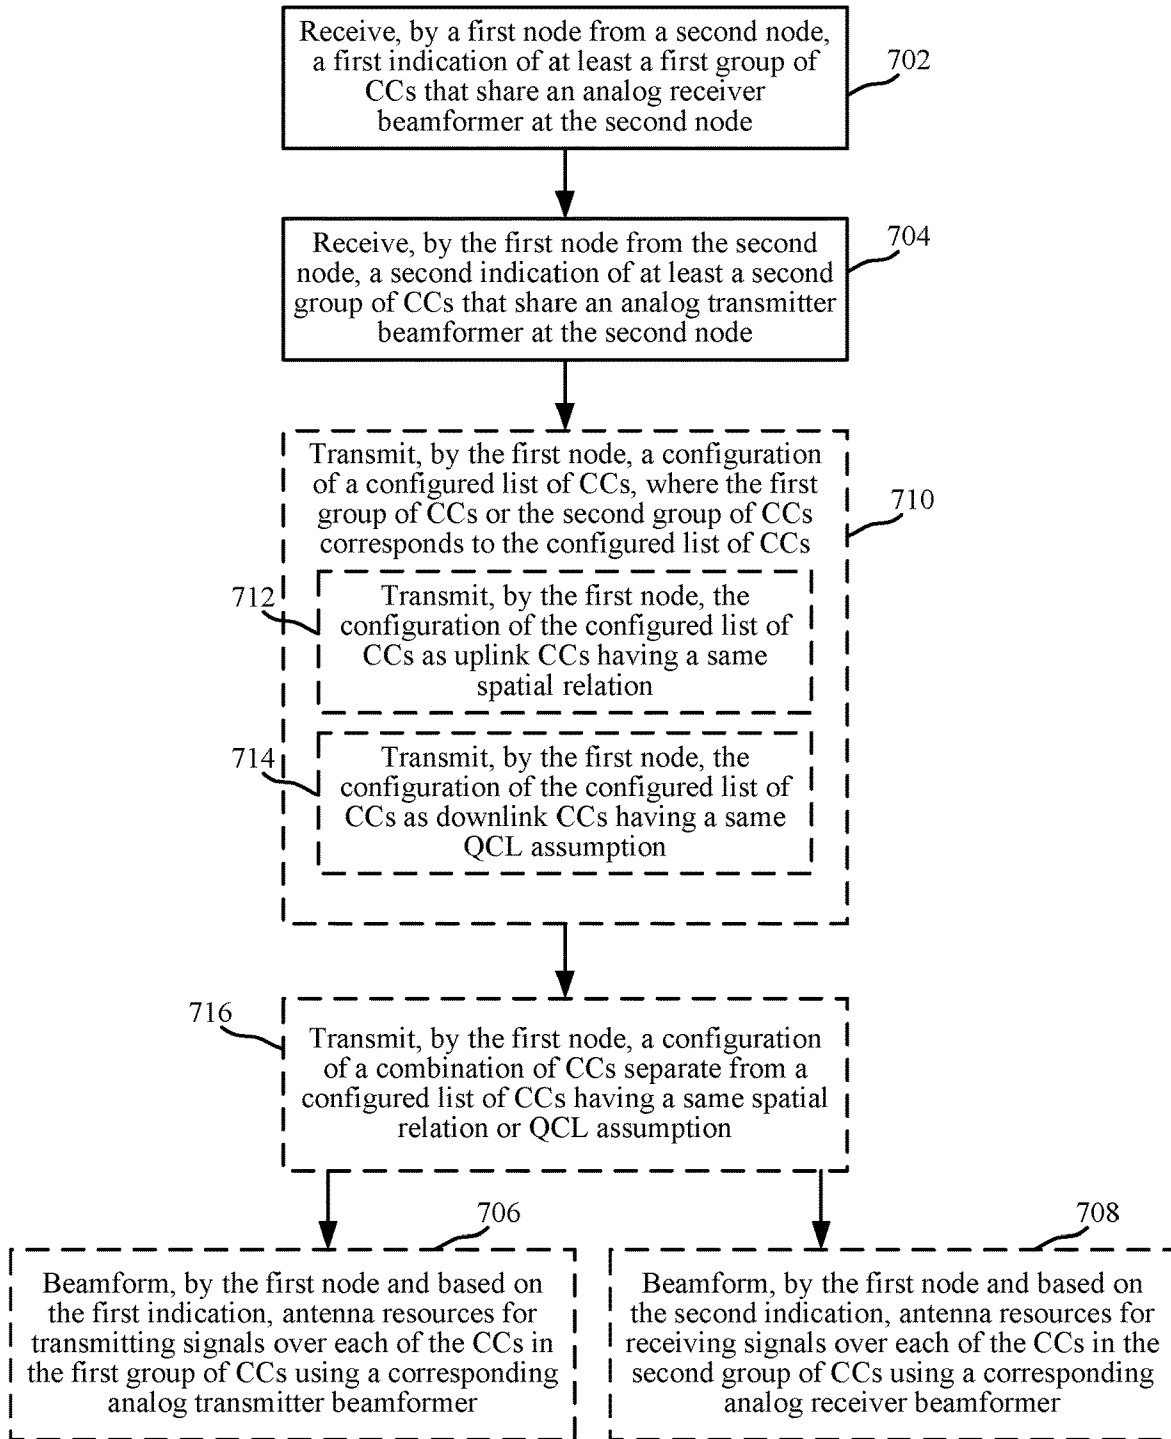 Receive, by a first node from a second node,
a first indication of at least a first group of
CCs that share an analog receiver
beamformer at the second node
702
Receive, by the first node from the second
node, a second indication of at least a second
group of CCs that share an analog transmitter
beamformer at the second node
704
Transmit, by the first node, a configuration
of a configured list of CCs, where the first
group of CCs or the second group of CCs
corresponds to the configured list of CCs
710
712
Transmit, by the first node, the
configuration of the configured list of
CCs as uplink CCs having a same
spatial relation
714
Transmit, by the first node, the
configuration of the configured list of
CCs as downlink CCs having a same
QCL assumption
716
Transmit, by the first node, a configuration
of a combination of CCs separate from a
configured list of CCs having a same spatial
relation or QCL assumption
706
Beamform, by the first node and based on
the first indication, antenna resources for
transmitting signals over each of the CCs in
the first group of CCs using a corresponding
analog transmitter beamformer
708
Beamform, by the first node and based on
the second indication, antenna resources for
receiving signals over each of the CCs in the
second group of CCs using a corresponding
analog receiver beamformer